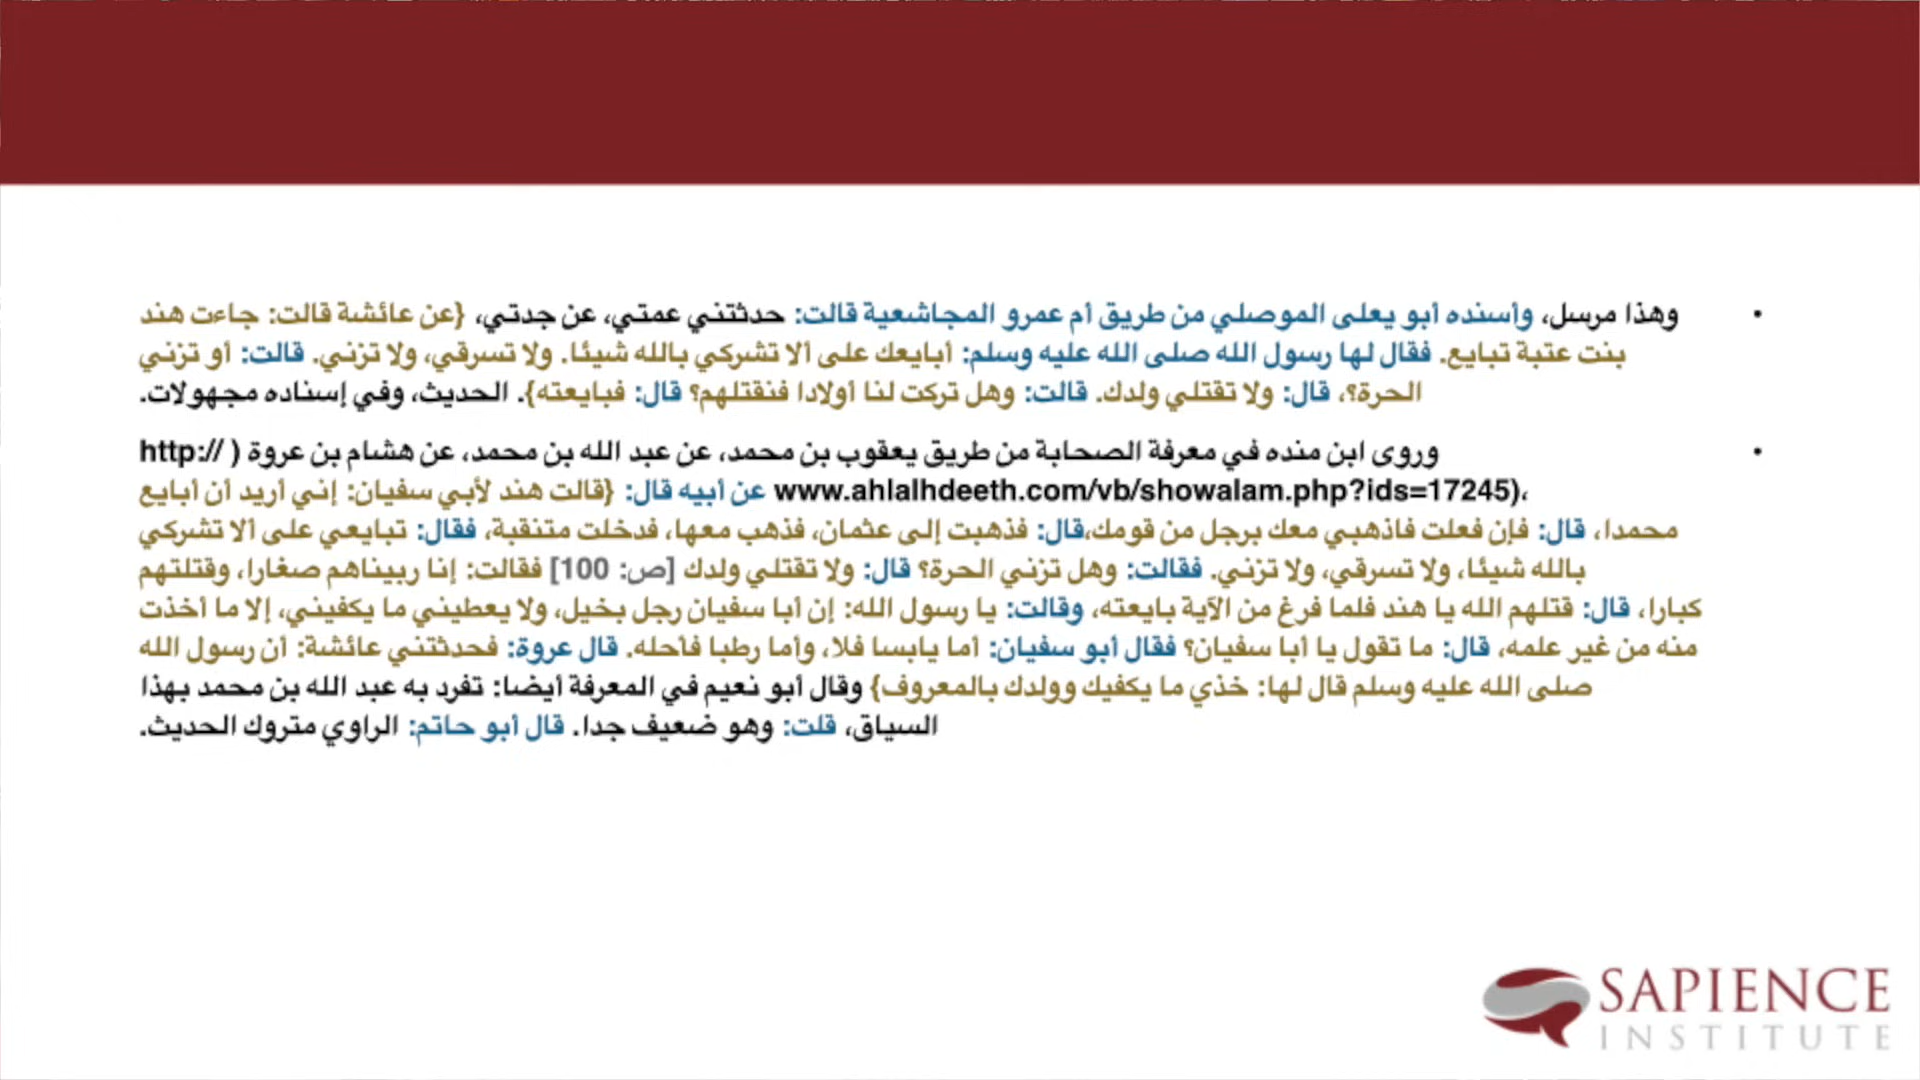 • وهذا مرسل، وأسنده أبو يعلى الموصلي من طريق أم عمرو المجاشعية قالت: حدثتني عمتي، عن جدتي، {عن عائشة قالت: جاءت هند
بنت عتبة تبايع. فقال لها رسول الله صلى الله عليه وسلم: أبايعك على ألا تشركي بالله شيئا. ولا تسرقي، ولا تزني. قالت: أو تزني
الحرة؟، قال: ولا تقتلي ولدك. قالت: وهل تركت لنا أولادا فنقتلهم؟ قال: فبايعته}. الحديث، وفي إسناده مجهولات.
• وروى ابن منده في معرفة الصحابة من طريق يعقوب بن محمد، عن عبد الله بن محمد، عن هشام بن عروة ( http://
www.ahlalhdeeth.com/vb/showalam.php?ids=17245)، عن أبيه قال: {قالت هند لأبي سفيان: إني أريد أن أبايع
محمدا، قال: فإن فعلت فاذهبي معك برجل من قومك،قال: فذهبت إلى عثمان، فذهب معها، فدخلت متنقبة، فقال: تبايعي على ألا تشركي
بالله شيئا، ولا تسرقي، ولا تزني. فقالت: وهل تزني الحرة؟ قال: ولا تقتلي ولدك [ص: 100] فقالت: إنا ربيناهم صغارا، وقتلتهم
كبارا، قال: قتلهم الله يا هند فلما فرغ من الآية بايعته، وقالت: يا رسول الله: إن أبا سفيان رجل بخيل، ولا يعطيني ما يكفيني، إلا ما أخذت
منه من غير علمه، قال: ما تقول يا أبا سفيان؟ فقال أبو سفيان: أما يابسا فلا، وأما رطبا فأحله. قال عروة: فحدثتني عائشة: أن رسول الله
صلى الله عليه وسلم قال لها: خذي ما يكفيك وولدك بالمعروف} وقال أبو نعيم في المعرفة أيضا: تفرد به عبد الله بن محمد بهذا
السياق، قلت: وهو ضعيف جدا. قال أبو حاتم: الراوي متروك الحديث.
SAPIENCE
INSTITUTE